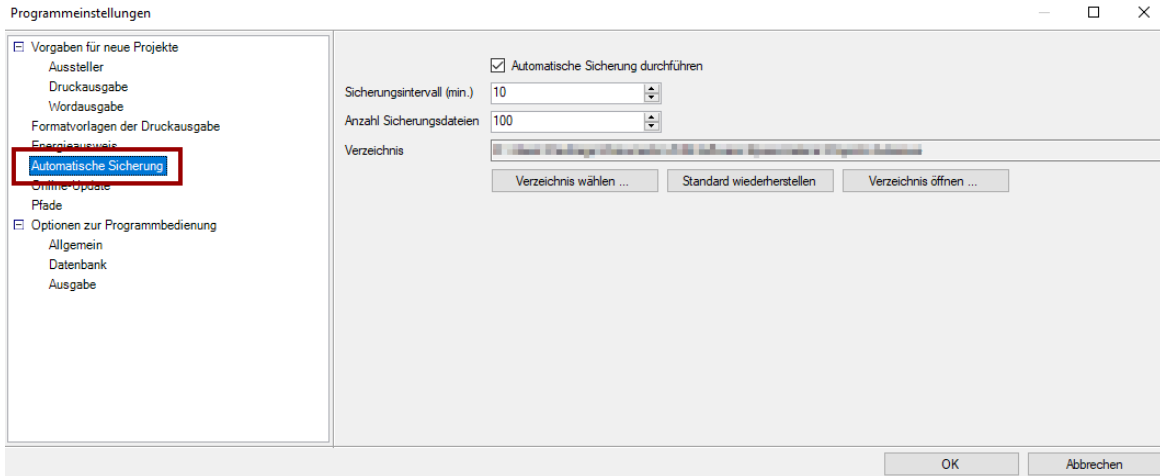 Programmeinstellungen
Vorgaben für neue Projekte
Aussteller
Druckausgabe
Wordausgabe
Formatvorlagen der Druckausgabe
Energieausweis
Automatische Sicherung
Online-Update
Pfade
Optionen zur Programmbedienung
Allgemein
Datenbank
Ausgabe
Automatische Sicherung durchführen
Sicherungsintervall (min.) 10
Anzahl Sicherungsdateien 100
Verzeichnis
Verzeichnis wählen ... Standard wiederherstellen Verzeichnis öffnen ...
OK Abbrechen